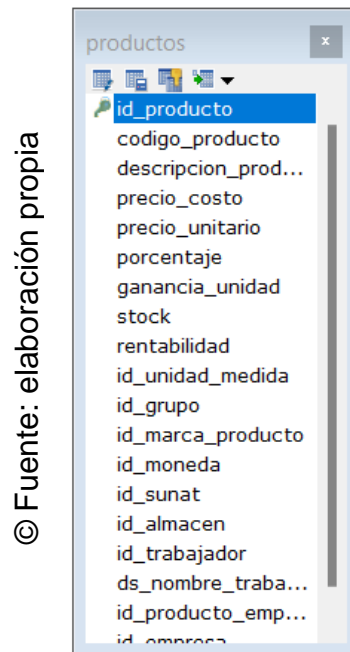 © Fuente: elaboración propia
productos
x
id_producto
codigo_producto
descripcion_prod...
precio_costo
precio_unitario
porcentaje
ganancia_unidad
stock
rentabilidad
id_unidad_medida
id_grupo
id_marca_producto
id_moneda
id_sunat
id_almacen
id_trabajador
ds_nombre_traba...
id_producto_emp...
id_empresa